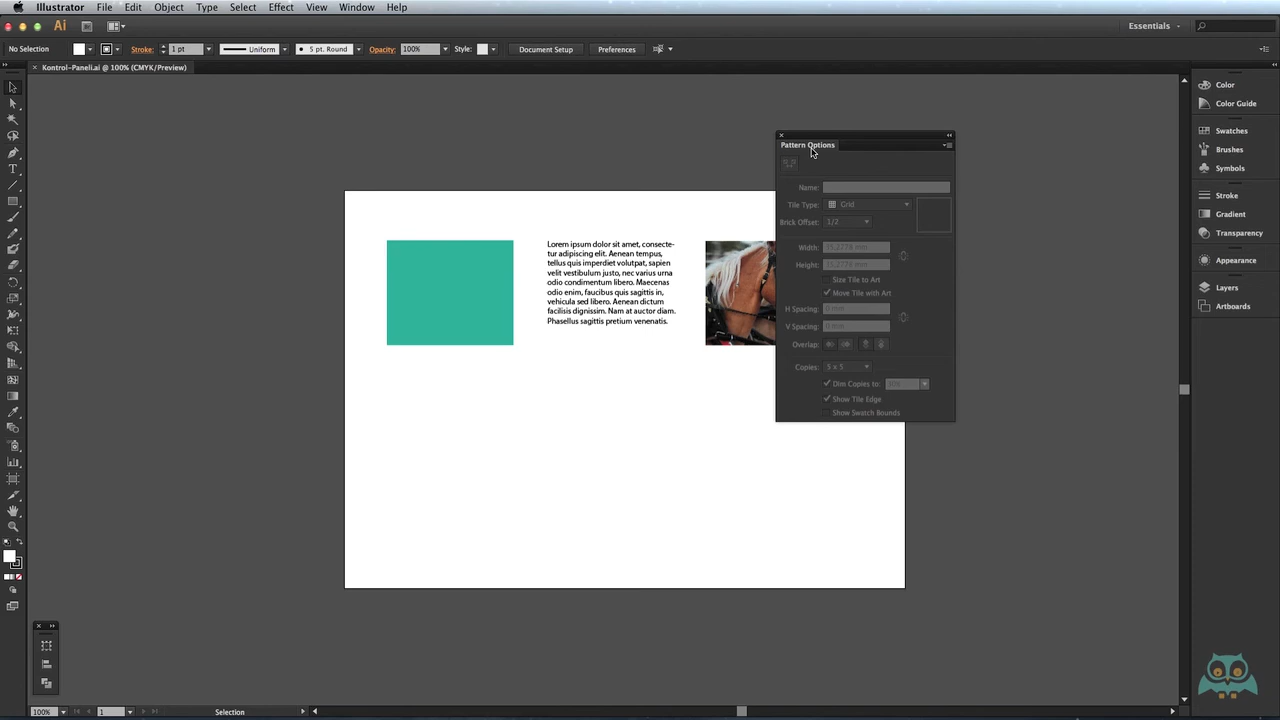 Illustrator File Edit Object Type Select Effect View Window Help
Ai Essentials
No Selection Stroke: 1 pt Uniform 5 pt. Round Opacity: 100% Style: Document Setup Preferences
× Kontrol-Paneli.ai @ 100% (CMYK/Preview)
Color
Color Guide
Swatches
Brushes
Symbols
Stroke
Gradient
Transparency
Appearance
Layers
Artboards
Pattern Options
Name:
Tile Type: Grid
Brick Offset: 1/2
Width:
Height:
Size Tile to Art
Move Tile with Art
H Spacing: 0 mm
V Spacing: 0 mm
Overlap:
Copies: 5 x 5
Dim Copies to:
Show Tile Edge
Show Swatch Bounds
Lorem ipsum dolor sit amet, consecte-
tur adipiscing elit. Aenean tempus,
tellus quis imperdiet volutpat, sapien
velit vestibulum justo, nec varius urna
odio condimentum libero. Maecenas
odio enim, faucibus quis sagittis in,
vehicula sed libero. Aenean dictum
facilisis dignissim. Nam at auctor diam.
Phasellus sagittis pretium venenatis.
100% 1 Selection